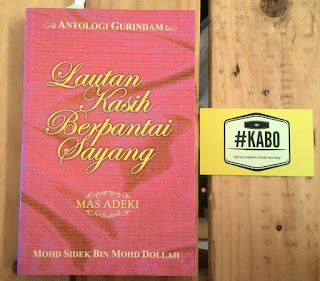 ANTOLOGI GURINDAM
Lautan
Kasih
Berpantai
Sayang
MAS ADEKI
MOHD SIDEK BIN MOHD DOLLAH
#KABO